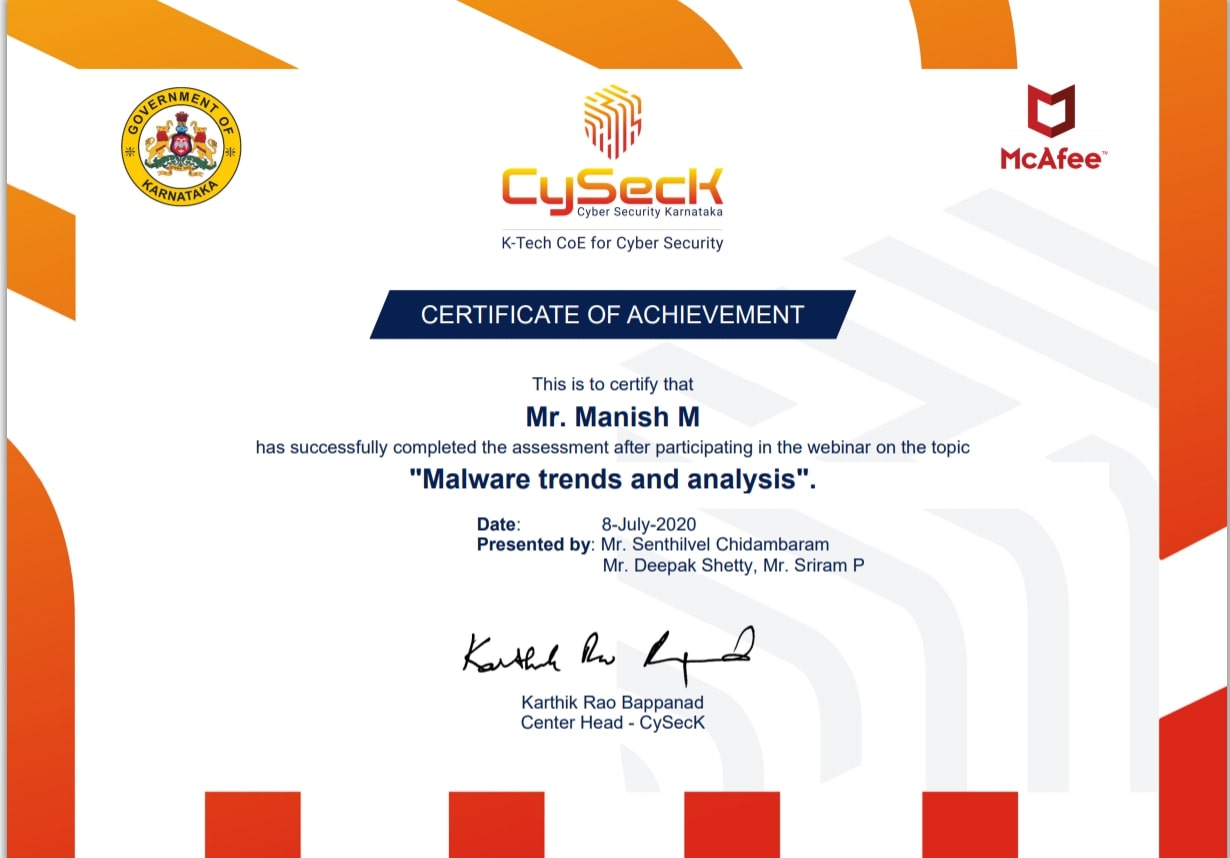 GOVERNMENT OF
KARNATAKA
CySecK
Cyber Security Karnataka
K-Tech CoE for Cyber Security
McAfee™
CERTIFICATE OF ACHIEVEMENT
This is to certify that
Mr. Manish M
has successfully completed the assessment after participating in the webinar on the topic
"Malware trends and analysis".
Date: 8-July-2020
Presented by: Mr. Senthilvel Chidambaram
Mr. Deepak Shetty, Mr. Sriram P
Karthik Rao Bappanad
Karthik Rao Bappanad
Center Head - CySecK